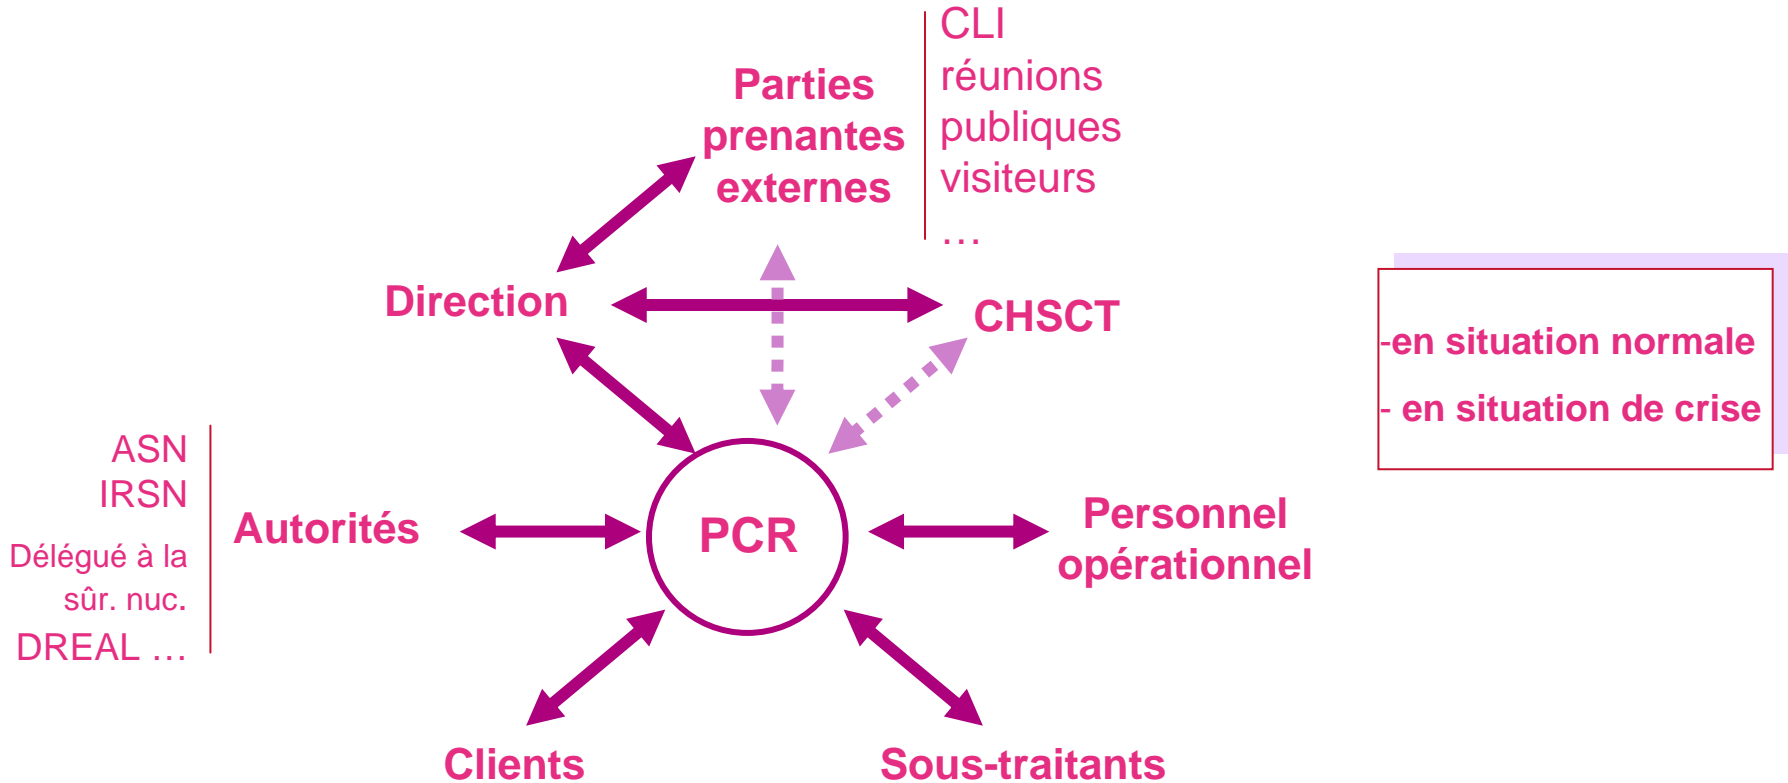 CLI
réunions
publiques
visiteurs
…
Parties
prenantes
externes
Direction
CHSCT
-en situation normale
- en situation de crise
ASN
IRSN
Délégué à la
sûr. nuc.
DREAL …
Autorités
PCR
Personnel
opérationnel
Clients
Sous-traitants